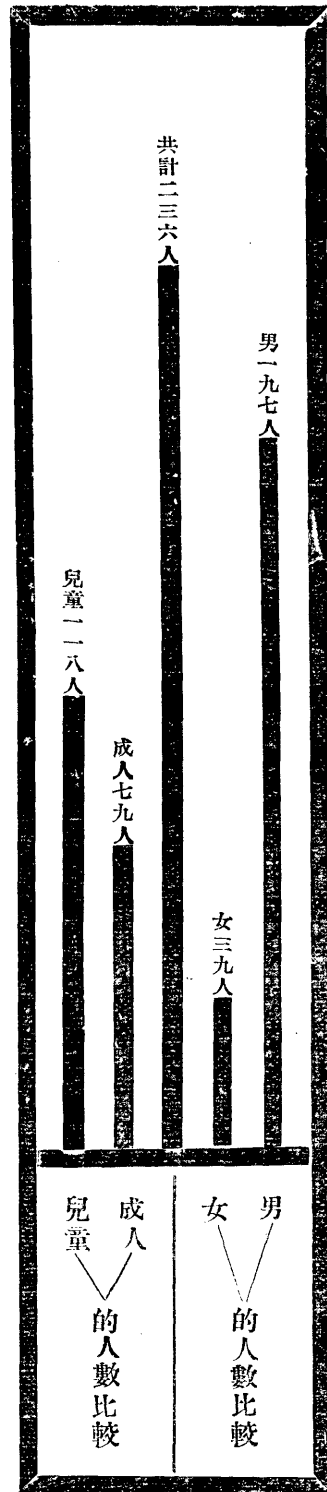 男一九七人
女三九人
共計二三六人
成人七九人
兒童一一八人
男
女
的人數比較
成人
兒童
的人數比較